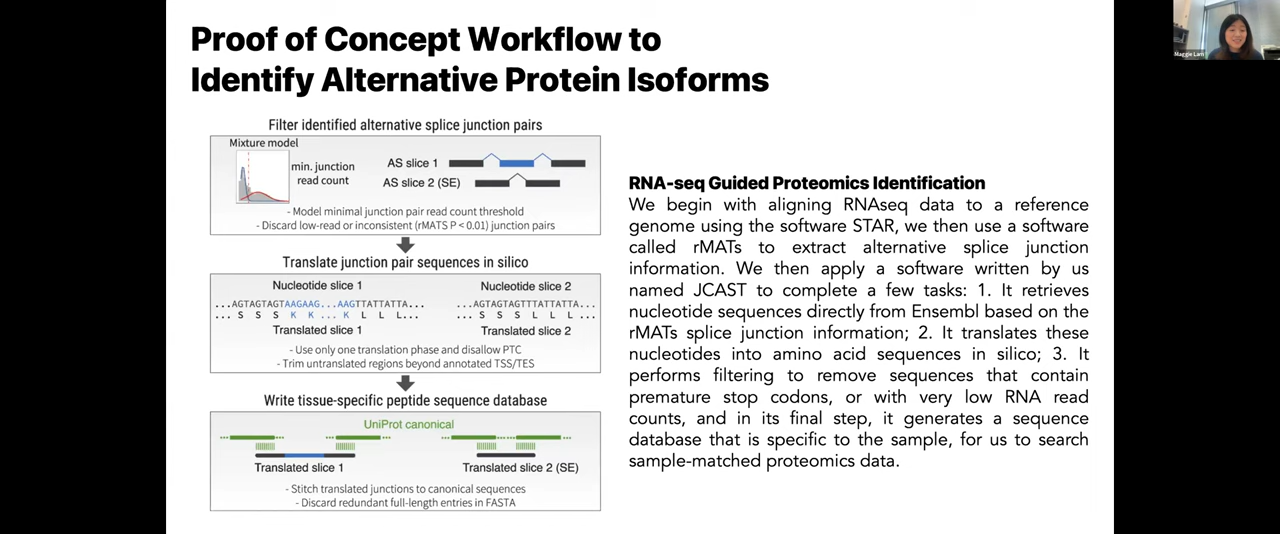 Proof of Concept Workflow to
Identify Alternative Protein Isoforms
Maggie Lam
Filter identified alternative splice junction pairs
Mixture model
min. junction
read count
AS slice 1
AS slice 2 (SE)
- Model minimal junction pair read count threshold
- Discard low-read or inconsistent (rMATS P < 0.01) junction pairs
Translate junction pair sequences in silico
Nucleotide slice 1
Nucleotide slice 2
...AGTAGTAGTAAGAAG...AAGTTATTATTA...
... S S S K K ... K L L L...
...AGTAGTAGTTTATTATTA...
... S S S L L L ...
Translated slice 1
Translated slice 2
- Use only one translation phase and disallow PTC
- Trim untranslated regions beyond annotated TSS/TES
Write tissue-specific peptide sequence database
UniProt canonical
Translated slice 1
Translated slice 2 (SE)
- Stitch translated junctions to canonical sequences
- Discard redundant full-length entries in FASTA
RNA-seq Guided Proteomics Identification
We begin with aligning RNAseq data to a reference
genome using the software STAR, we then use a software
called rMATs to extract alternative splice junction
information. We then apply a software written by us
named JCAST to complete a few tasks: 1. It retrieves
nucleotide sequences directly from Ensembl based on the
rMATs splice junction information; 2. It translates these
nucleotides into amino acid sequences in silico; 3. It
performs filtering to remove sequences that contain
premature stop codons, or with very low RNA read
counts, and in its final step, it generates a sequence
database that is specific to the sample, for us to search
sample-matched proteomics data.